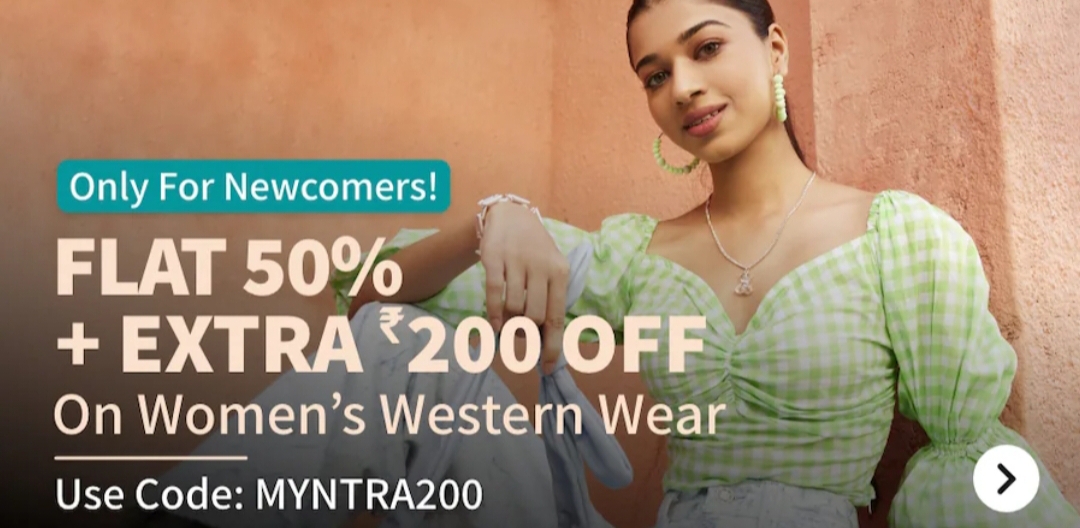 Only For Newcomers!
FLAT 50%
+ EXTRA ₹200 OFF
On Women’s Western Wear
Use Code: MYNTRA200